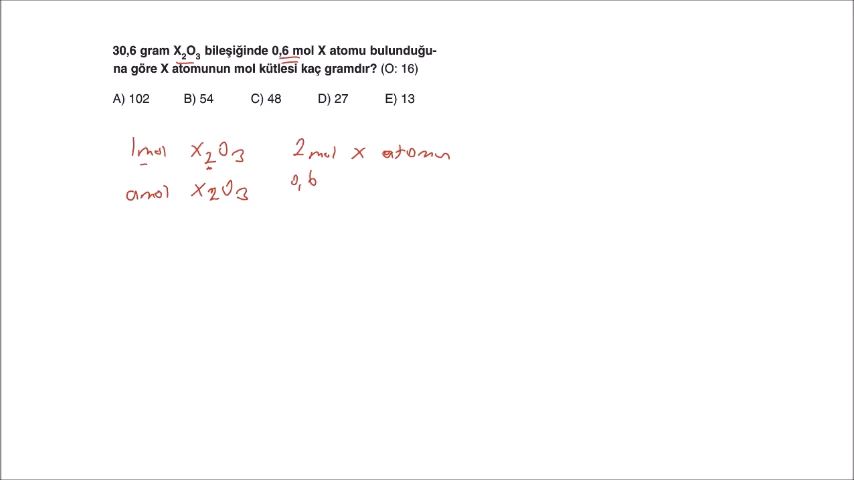 30,6 gram X₂O₃ bileşiğinde 0,6 mol X atomu bulunduğu-
na göre X atomunun mol kütlesi kaç gramdır? (O: 16)
A) 102 B) 54 C) 48 D) 27 E) 13
1mol X₂O₃ 2mol X atomun
amol X₂O₃ 0,6